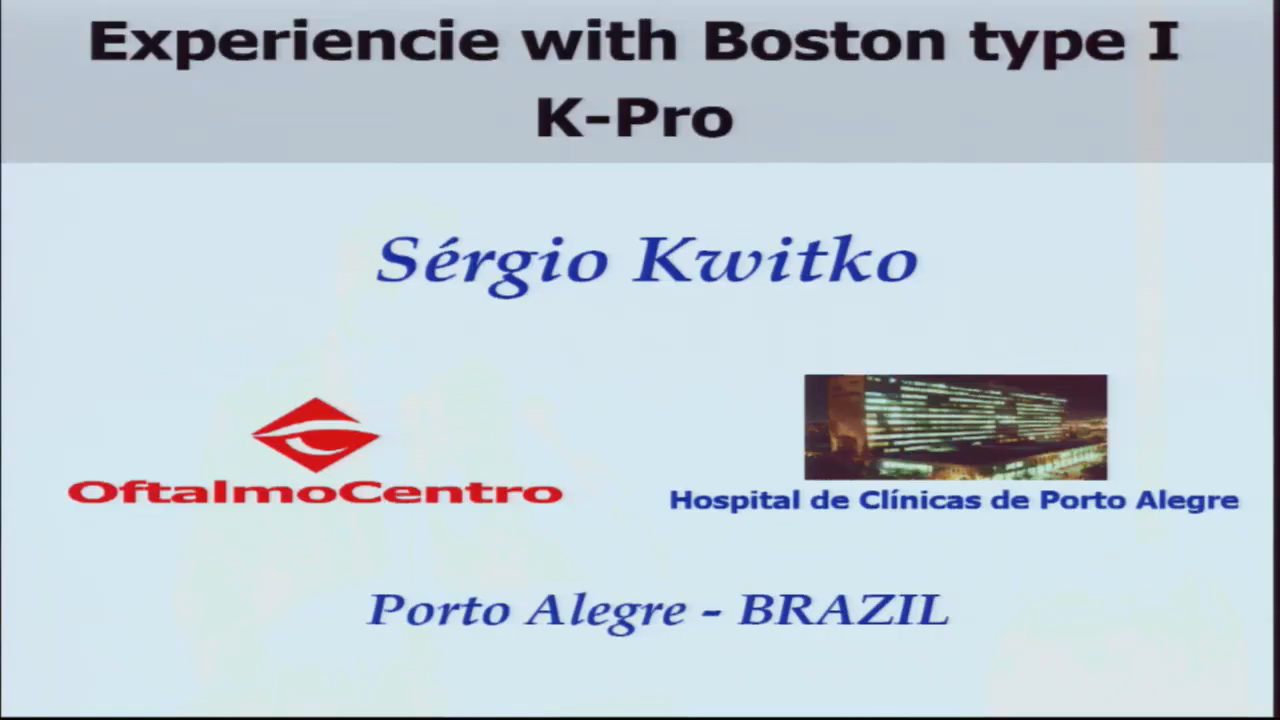 Experiencie with Boston type I
K-Pro
Sérgio Kwitko
OftalmoCentro
Hospital de Clínicas de Porto Alegre
Porto Alegre - BRAZIL